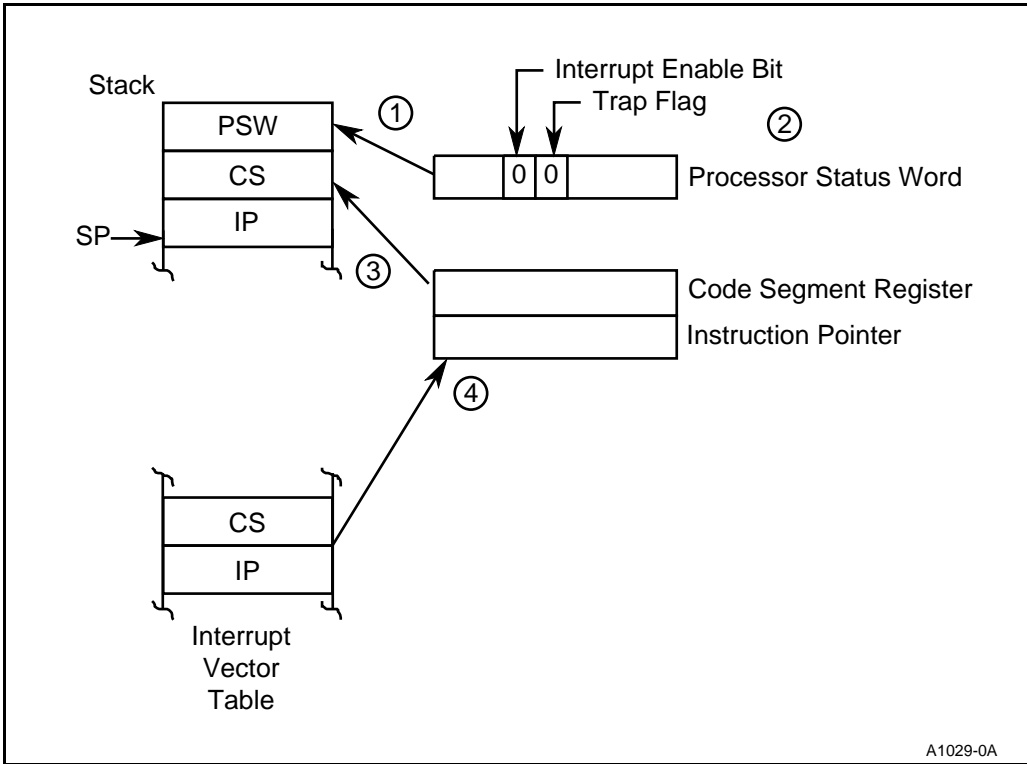 Interrupt Enable Bit
Trap Flag
Stack
①
②
PSW
0 0
Processor Status Word
CS
IP
SP
③
Code Segment Register
Instruction Pointer
④
CS
IP
Interrupt
Vector
Table
A1029-0A